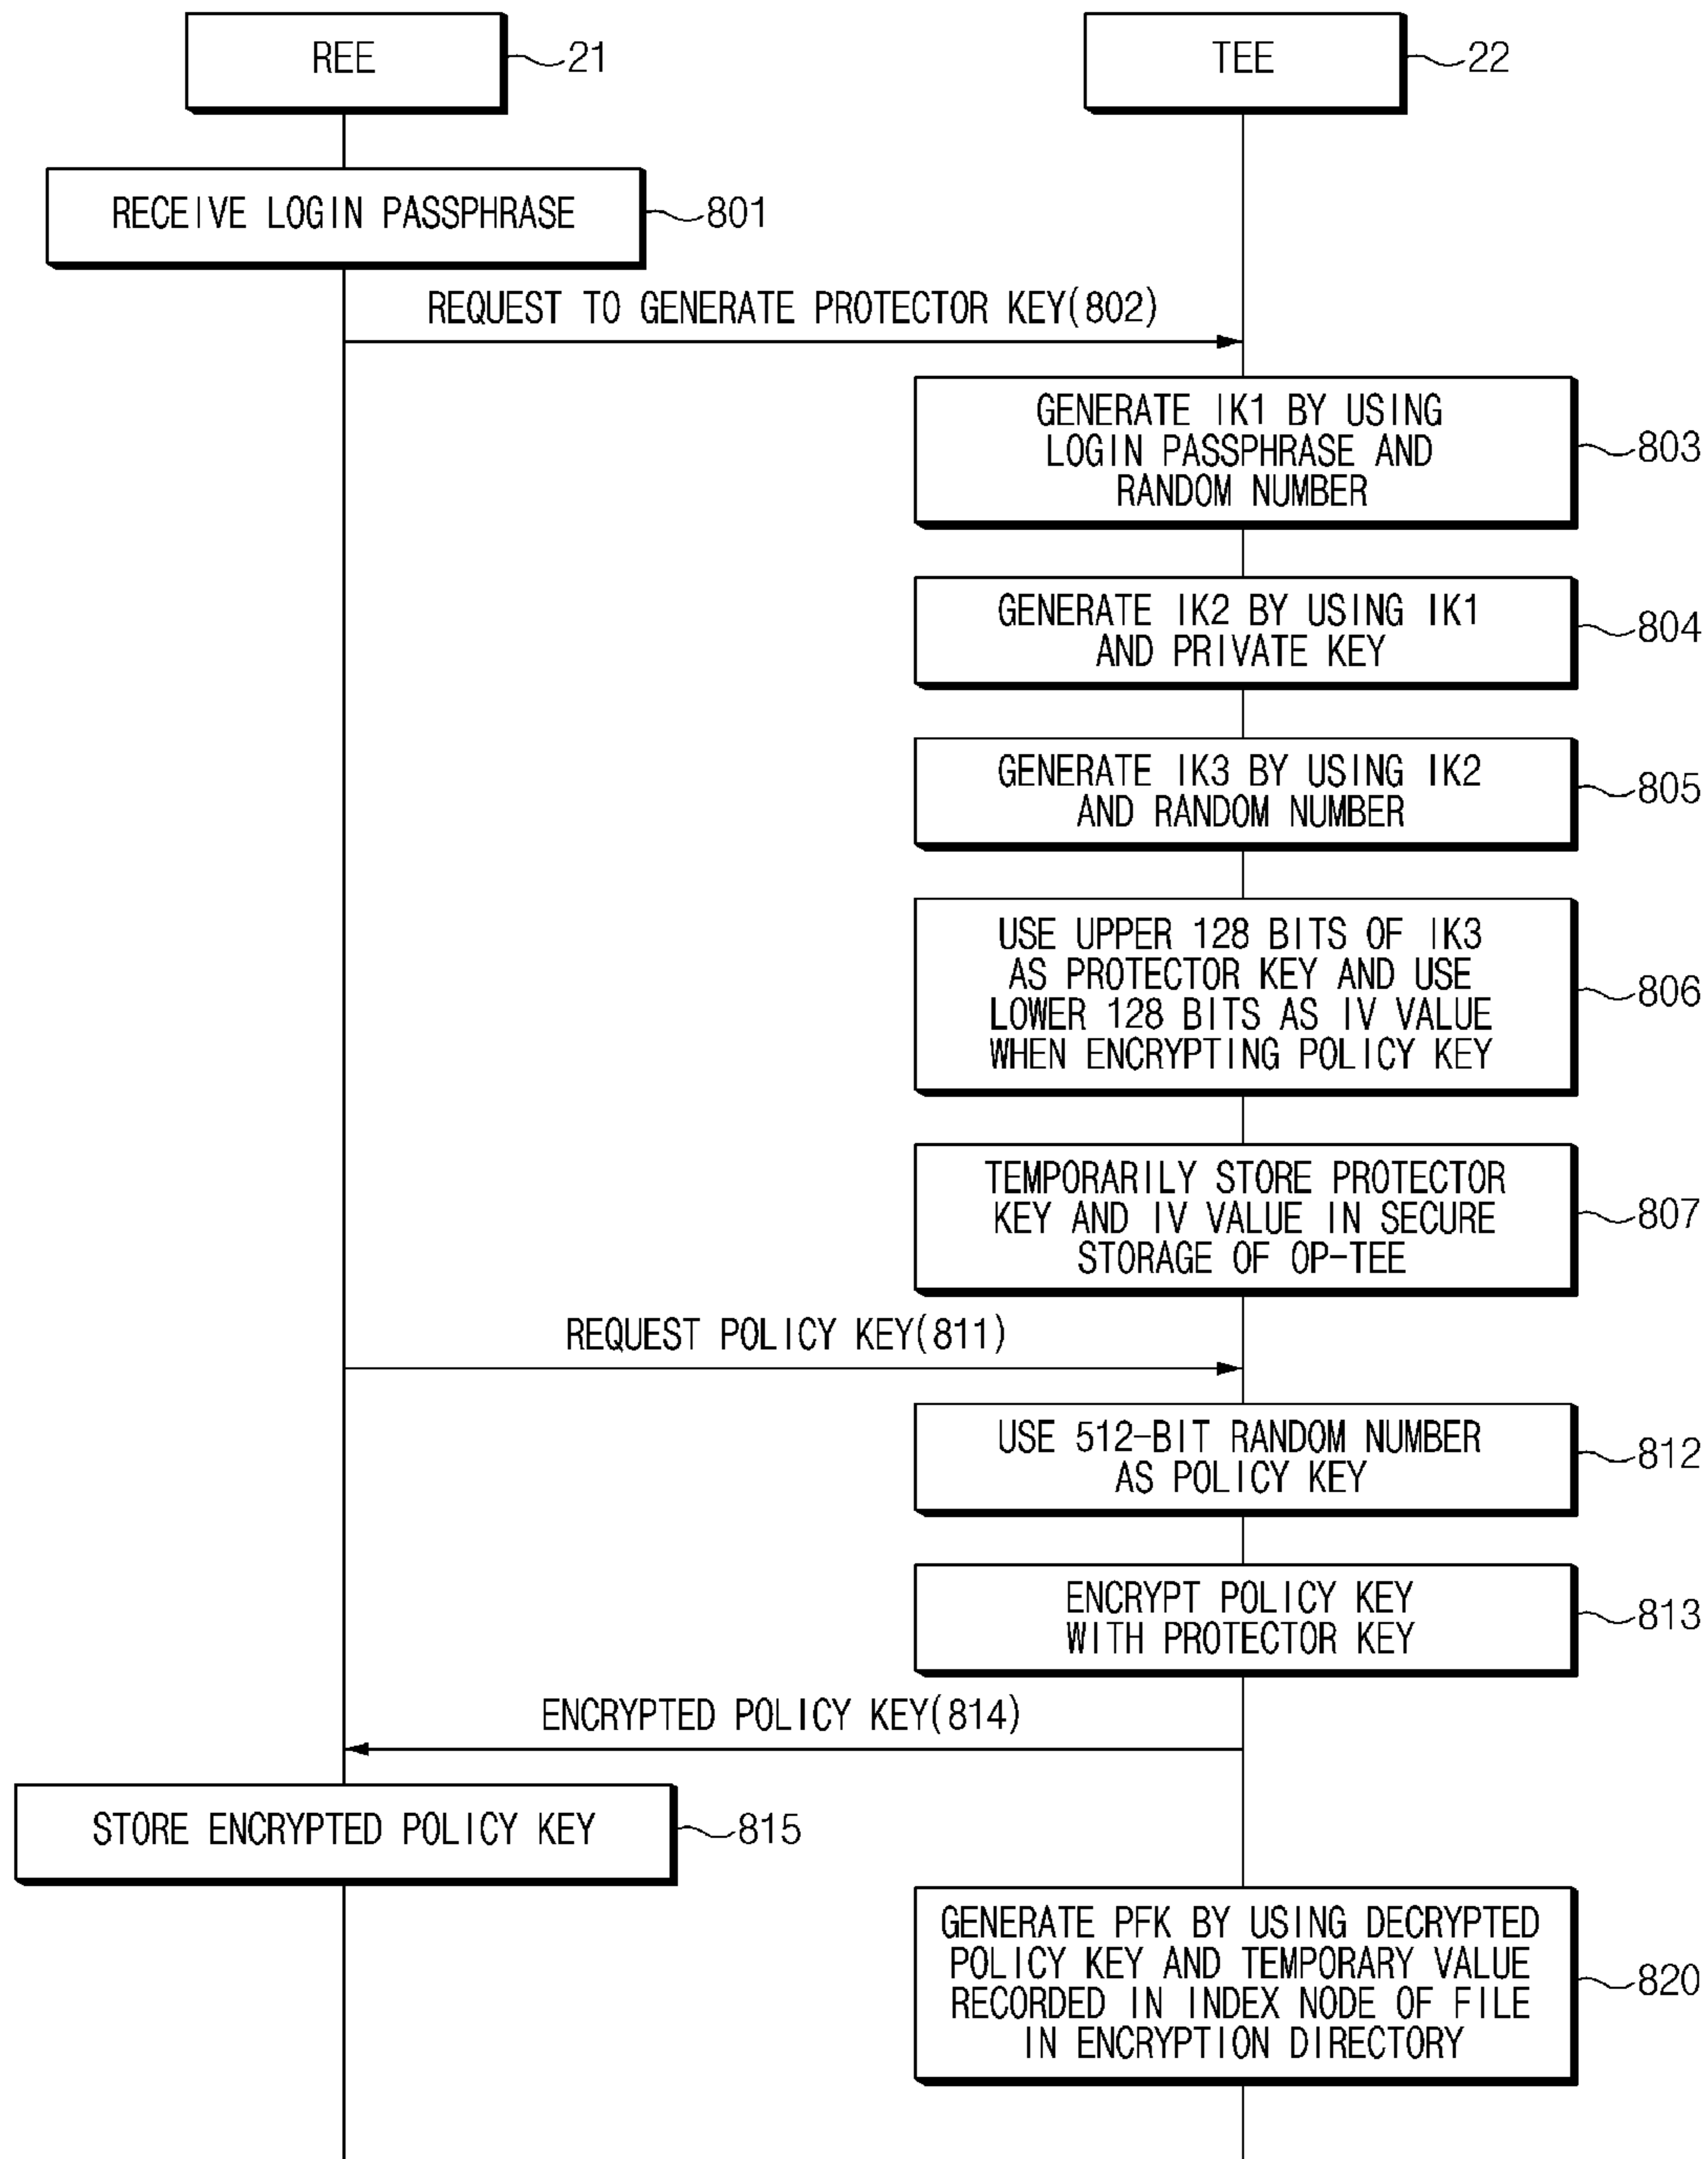 REE
21
TEE
22
RECEIVE LOGIN PASSPHRASE
801
REQUEST TO GENERATE PROTECTOR KEY(802)
GENERATE IK1 BY USING
LOGIN PASSPHRASE AND
RANDOM NUMBER
803
GENERATE IK2 BY USING IK1
AND PRIVATE KEY
804
GENERATE IK3 BY USING IK2
AND RANDOM NUMBER
805
USE UPPER 128 BITS OF IK3
AS PROTECTOR KEY AND USE
LOWER 128 BITS AS IV VALUE
WHEN ENCRYPTING POLICY KEY
806
TEMPORARILY STORE PROTECTOR
KEY AND IV VALUE IN SECURE
STORAGE OF OP-TEE
807
REQUEST POLICY KEY(811)
USE 512-BIT RANDOM NUMBER
AS POLICY KEY
812
ENCRYPT POLICY KEY
WITH PROTECTOR KEY
813
ENCRYPTED POLICY KEY(814)
STORE ENCRYPTED POLICY KEY
815
GENERATE PFK BY USING DECRYPTED
POLICY KEY AND TEMPORARY VALUE
RECORDED IN INDEX NODE OF FILE
IN ENCRYPTION DIRECTORY
820